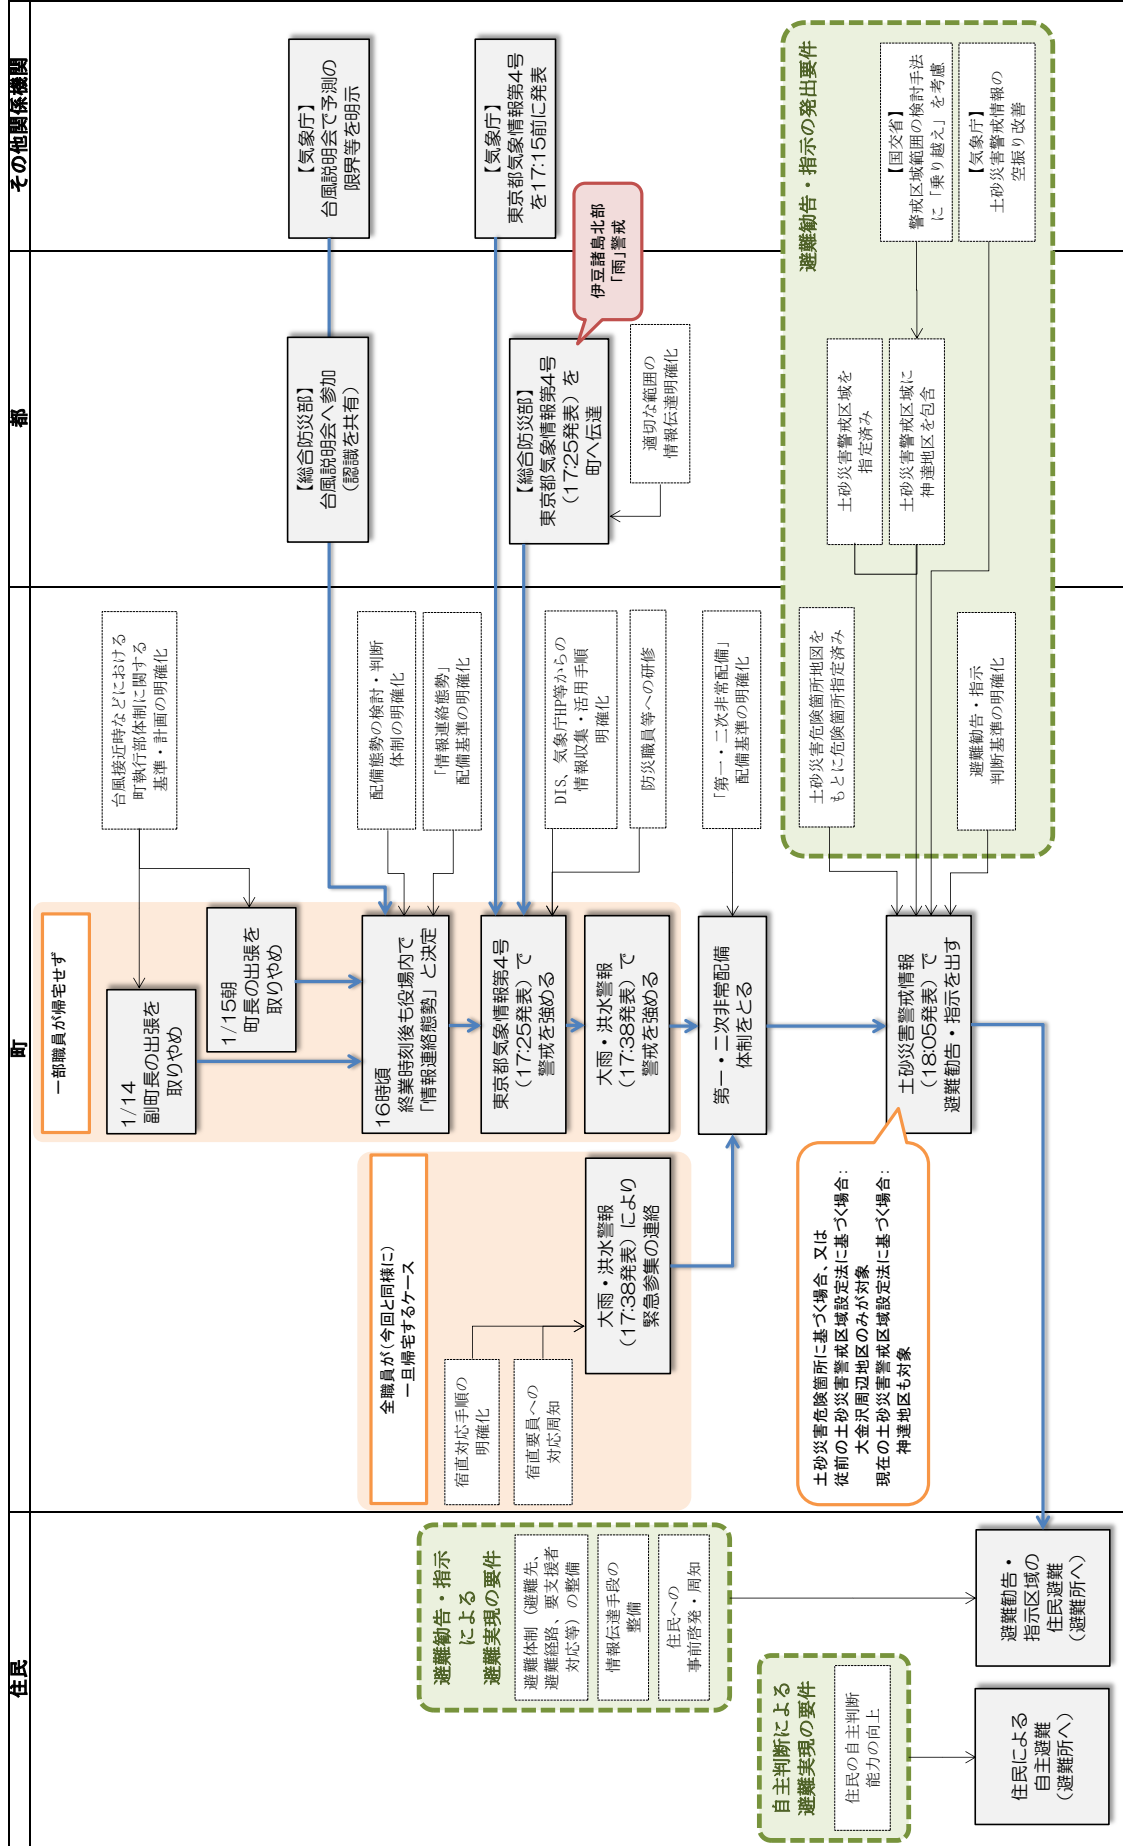 住民
町
都
その他関係機関
一部職員が帰宅せず
1/14
副町長の出張を
取りやめ
1/15朝
町長の出張を
取りやめ
台風接近時などにおける
町執行部体制に関する
基準・計画の明確化
【総合防災部】
台風説明会へ参加
（認識を共有）
【気象庁】
台風説明会で予測の
限界等を明示
全職員が(今回と同様に)
一旦帰宅するケース
16時頃
終業時刻後も役場内で
「情報連絡態勢」と決定
配備態勢の検討・判断
体制の明確化
「情報連絡態勢」
配備基準の明確化
宿直対応手順の
明確化
宿直要員への
対応周知
東京都気象情報第4号
（17:25発表）で
警戒を強める
DIS、気象庁HP等からの
情報収集・活用手順
明確化
防災職員等への研修
【総合防災部】
東京都気象情報第4号
（17:25発表）を
町へ伝達
適切な範囲の
情報伝達明確化
伊豆諸島北部
「雨」警戒
【気象庁】
東京都気象情報第4号
を17:15前に発表
大雨・洪水警報
（17:38発表）により
緊急参集の連絡
大雨・洪水警報
（17:38発表）で
警戒を強める
第一・二次非常配備
体制をとる
「第一・二次非常配備」
配備基準の明確化
避難勧告・指示
による
避難実現の要件
避難体制（避難先、
避難経路、要支援者
対応等）の整備
情報伝達手段の
整備
住民への
事前啓発・周知
自主判断による
避難実現の要件
住民の自主判断
能力の向上
土砂災害危険箇所に基づく場合、又は
従前の土砂災害警戒区域設定法に基づく場合：
大金沢周辺地区のみが対象
現在の土砂災害警戒区域設定法に基づく場合：
神達地区も対象
土砂災害警戒情報
（18:05発表）で
避難勧告・指示を出す
避難勧告・指示の発出要件
土砂災害危険箇所地区を
もとに危険箇所指定済み
土砂災害警戒区域を
指定済み
土砂災害警戒区域に
神達地区を包含
【国交省】
警戒区域範囲の検討手法
に「乗り越え」を考慮
【気象庁】
土砂災害警戒情報の
空振り改善
避難勧告・指示
判断基準の明確化
住民による
自主避難
（避難所へ）
避難勧告・
指示区域の
住民避難
（避難所へ）